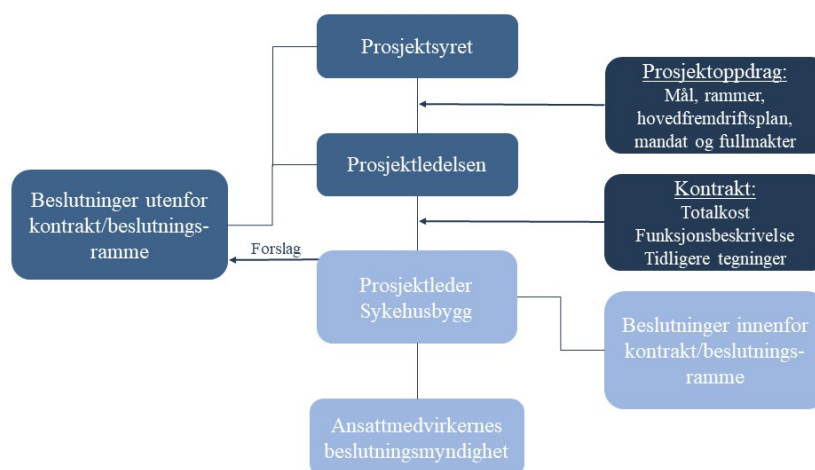 Prosjektsyret
Prosjektoppdrag:
Mål, rammer,
hovedfremdriftsplan,
mandat og fullmakter
Prosjektledelsen
Beslutninger utenfor
kontrakt/beslutnings-
ramme
Kontrakt:
Totalkost
Funksjonsbeskrivelse
Tidligere tegninger
Forslag
Prosjektleder
Sykehusbygg
Beslutninger innenfor
kontrakt/beslutnings-
ramme
Ansattmedvirkernes
beslutningsmyndighet